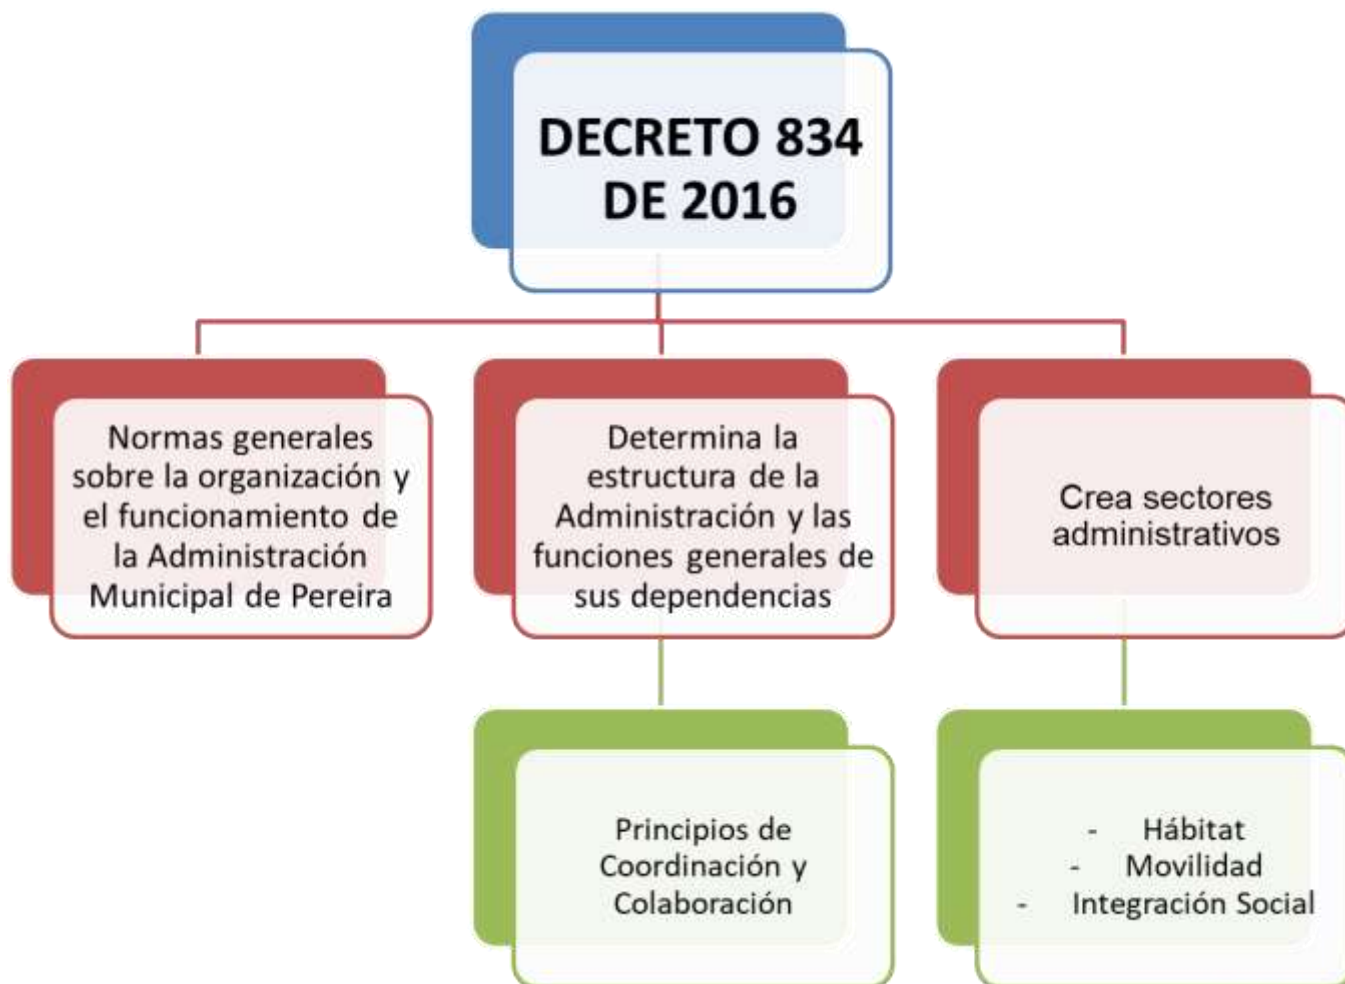 DECRETO 834
DE 2016
Normas generales
sobre la organización y
el funcionamiento de
la Administración
Municipal de Pereira
Determina la
estructura de la
Administración y las
funciones generales de
sus dependencias
Crea sectores
administrativos
Principios de
Coordinación y
Colaboración
- Hábitat
- Movilidad
- Integración Social